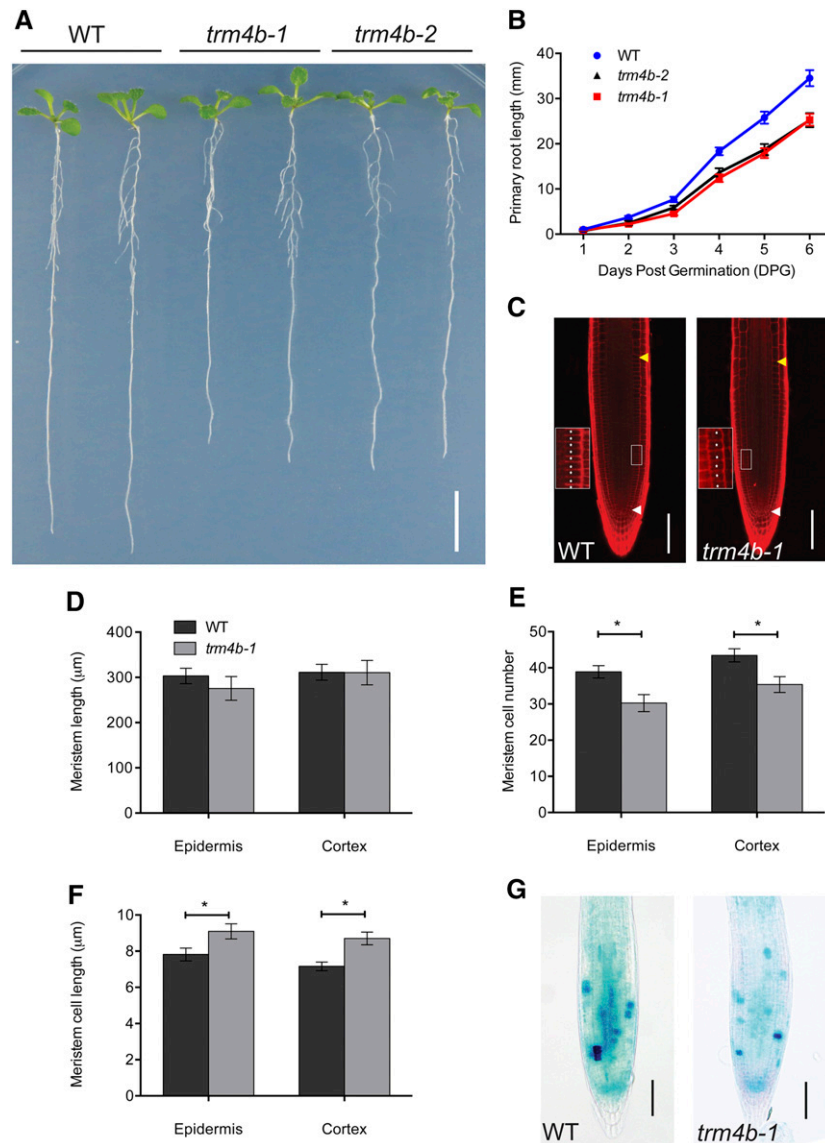 A
WT
trm4b-1
trm4b-2
B
Primary root length (mm)
40
30
20
10
0
WT
trm4b-2
trm4b-1
1 2 3 4 5 6
Days Post Germination (DPG)
C
WT
trm4b-1
D
WT
trm4b-1
Meristem length (μm)
400
300
200
100
0
Epidermis Cortex
E
Meristem cell number
50
40
30
20
10
0
* *
Epidermis Cortex
F
Meristem cell length (μm)
10
8
6
4
2
0
* *
Epidermis Cortex
G
WT
trm4b-1